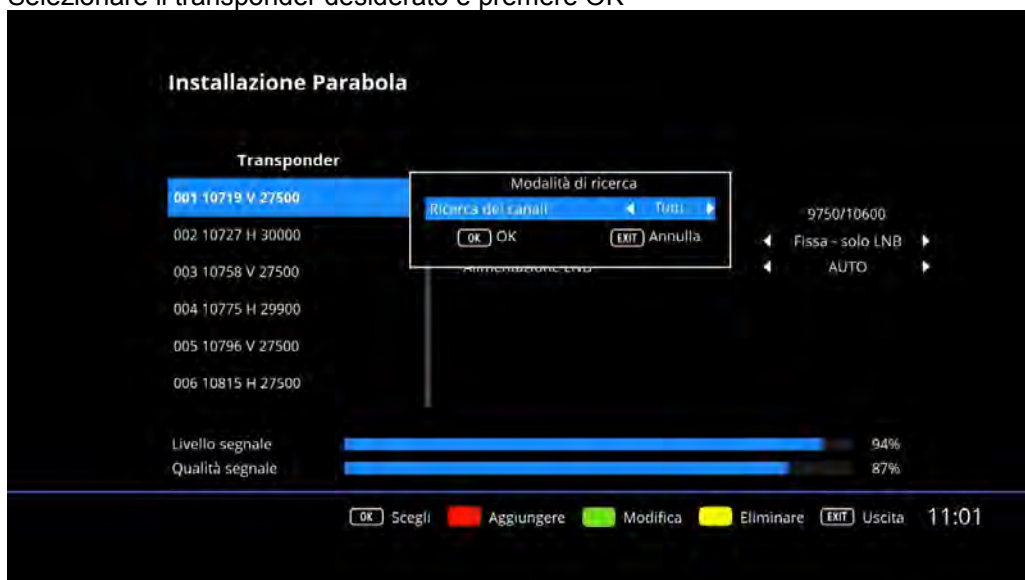 Selezionare il transponder desiderato e premere OK
Installazione Parabola
Transponder
001 10719 V 27500
002 10727 H 30000
003 10758 V 27500
004 10775 H 29900
005 10796 V 27500
006 10815 H 27500
Modalità di ricerca
Ricerca dei canali Tutti
OK OK EXIT Annulla
9750/10600
Fissa - solo LNB
Alimentazione LNB AUTO
Livello segnale 94%
Qualità segnale 87%
OK Scegli Aggiungere Modifica Eliminare EXIT Uscita 11:01